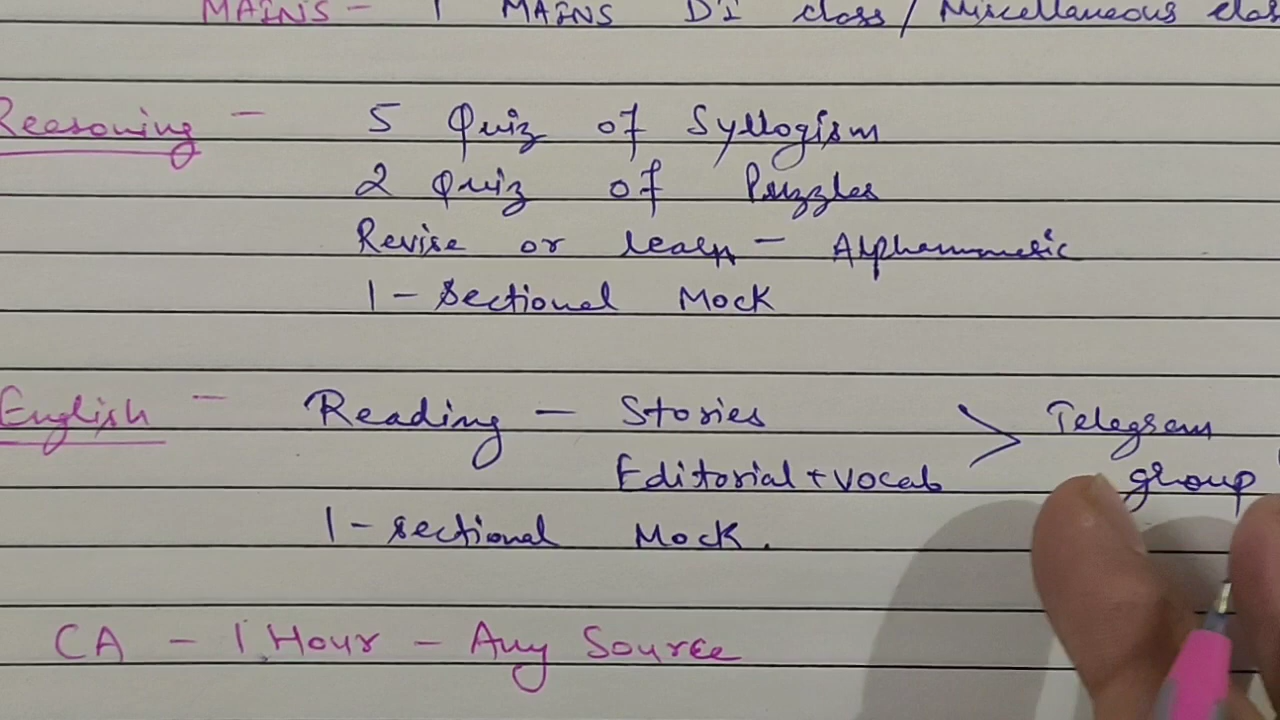 MAINS - 1 MAINS DI class/Miscellaneous clas
Reasoning - 5 Quiz of Syllogism
2 Quiz of Puzzles
Revise or learn - Alphanumeric
1 - Sectional Mock
English - Reading - Stories > Telegram
Editorial + vocab group
1 - sectional Mock.
CA - 1 Hour - Any Source